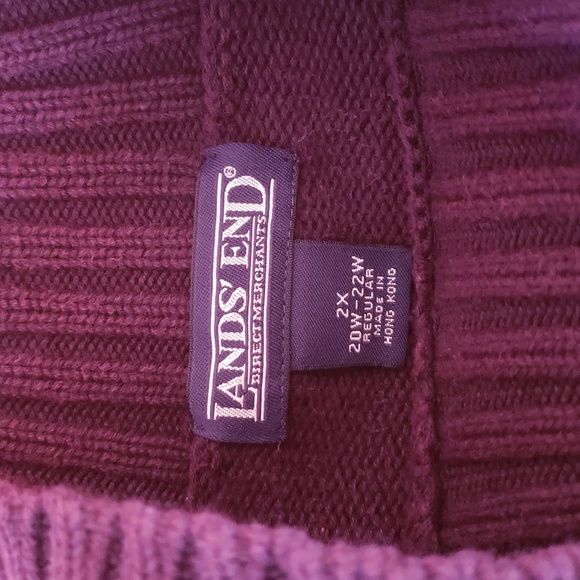 LANDS' END®
DIRECT MERCHANTS
2X
20W-22W
REGULAR
MADE IN
HONG KONG